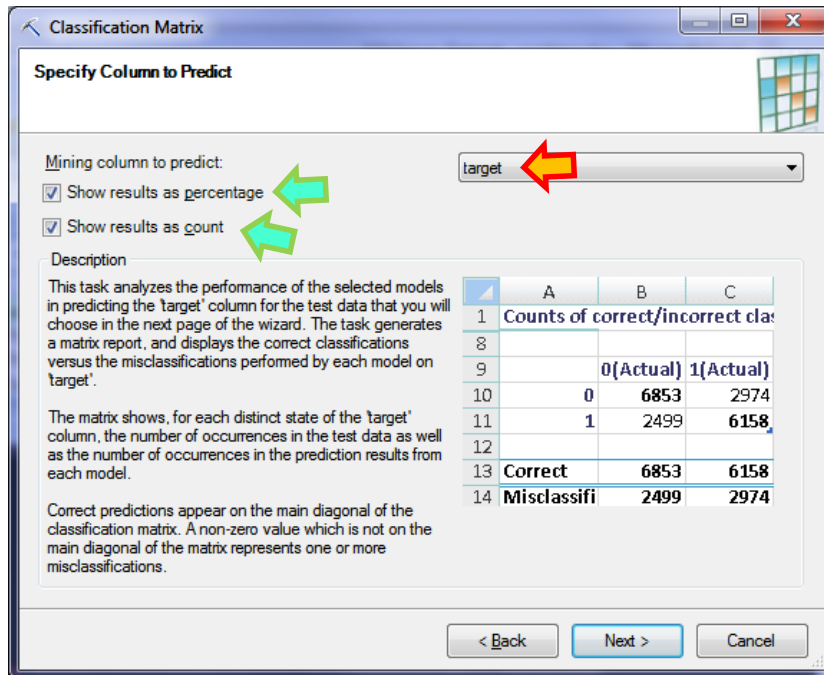 Classification Matrix
Specify Column to Predict
Mining column to predict:
target
Show results as percentage
Show results as count
Description
This task analyzes the performance of the selected models
in predicting the 'target' column for the test data that you will
choose in the next page of the wizard. The task generates
a matrix report, and displays the correct classifications
versus the misclassifications performed by each model on
'target'.
The matrix shows, for each distinct state of the 'target'
column, the number of occurrences in the test data as well
as the number of occurrences in the prediction results from
each model.
Correct predictions appear on the main diagonal of the
classification matrix. A non-zero value which is not on the
main diagonal of the matrix represents one or more
misclassifications.
A B C
1 Counts of correct/incorrect clas
8
9 0(Actual) 1(Actual)
10 0 6853 2974
11 1 2499 6158
12
13 Correct 6853 6158
14 Misclassifi 2499 2974
< Back Next > Cancel